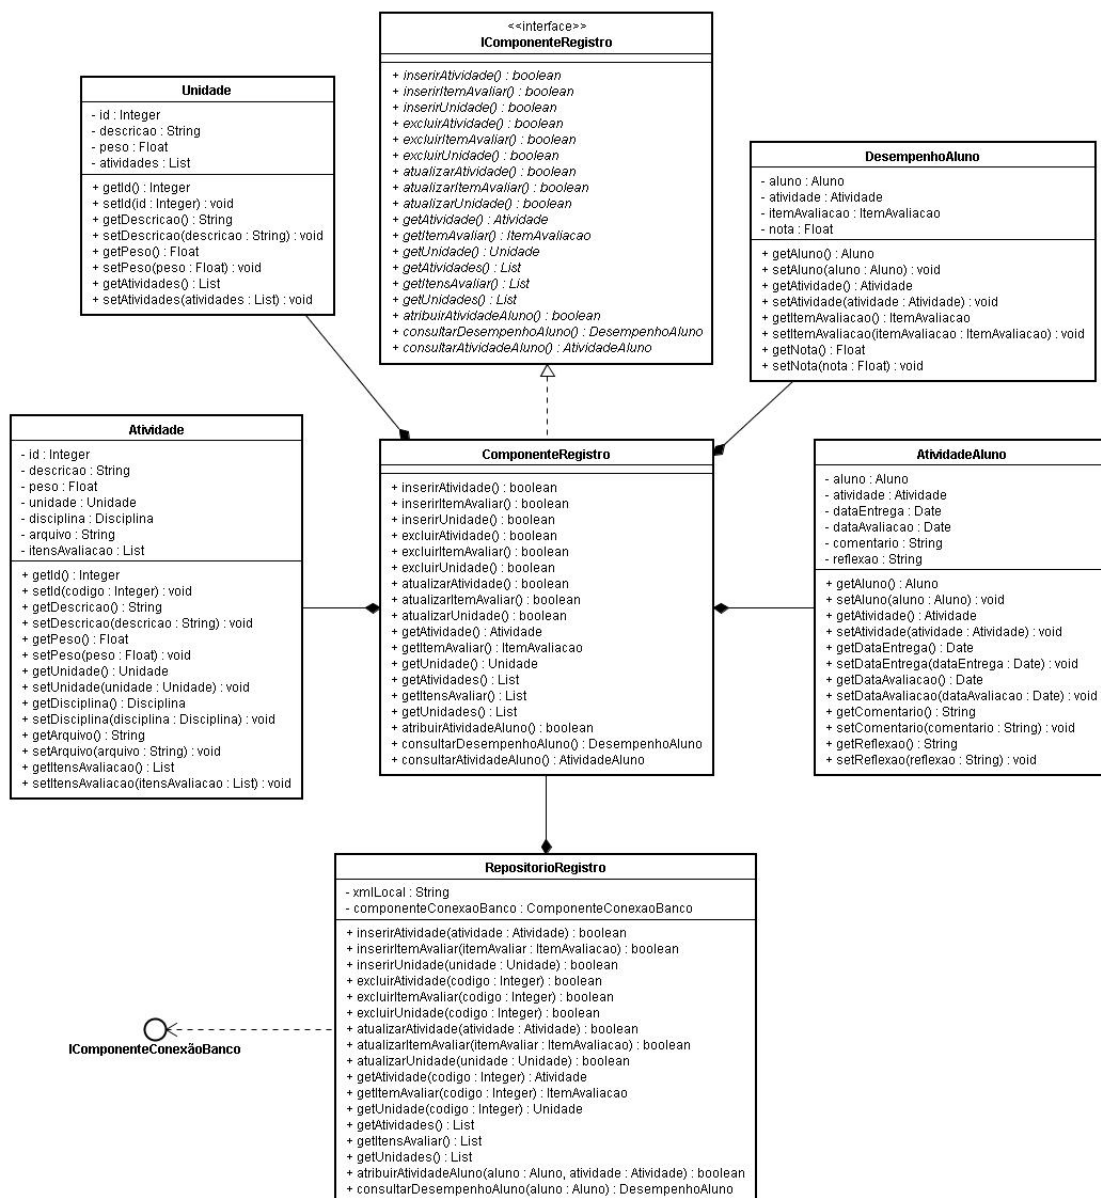 <<interface>>
IComponenteRegistro
+ inserirAtividade() : boolean
+ inserirItemAvaliar() : boolean
+ inserirUnidade() : boolean
+ excluirAtividade() : boolean
+ excluirItemAvaliar() : boolean
+ excluirUnidade() : boolean
+ atualizarAtividade() : boolean
+ atualizarItemAvaliar() : boolean
+ atualizarUnidade() : boolean
+ getAtividade() : Atividade
+ getItemAvaliar() : ItemAvaliacao
+ getUnidade() : Unidade
+ getAtividades() : List
+ getItensAvaliar() : List
+ getUnidades() : List
+ atribuirAtividadeAluno() : boolean
+ consultarDesempenhoAluno() : DesempenhoAluno
+ consultarAtividadeAluno() : AtividadeAluno
Unidade
- id : Integer
- descricao : String
- peso : Float
- atividades : List
+ getId() : Integer
+ setId(id : Integer) : void
+ getDescricao() : String
+ setDescricao(descricao : String) : void
+ getPeso() : Float
+ setPeso(peso : Float) : void
+ getAtividades() : List
+ setAtividades(atividades : List) : void
DesempenhoAluno
- aluno : Aluno
- atividade : Atividade
- itemAvaliacao : ItemAvaliacao
- nota : Float
+ getAluno() : Aluno
+ setAluno(aluno : Aluno) : void
+ getAtividade() : Atividade
+ setAtividade(atividade : Atividade) : void
+ getItemAvaliacao() : ItemAvaliacao
+ setItemAvaliacao(itemAvaliacao : ItemAvaliacao) : void
+ getNota() : Float
+ setNota(nota : Float) : void
Atividade
- id : Integer
- descricao : String
- peso : Float
- unidade : Unidade
- disciplina : Disciplina
- arquivo : String
- itensAvaliacao : List
+ getId() : Integer
+ setId(codigo : Integer) : void
+ getDescricao() : String
+ setDescricao(descricao : String) : void
+ getPeso() : Float
+ setPeso(peso : Float) : void
+ getUnidade() : Unidade
+ setUnidade(unidade : Unidade) : void
+ getDisciplina() : Disciplina
+ setDisciplina(disciplina : Disciplina) : void
+ getArquivo() : String
+ setArquivo(arquivo : String) : void
+ getItensAvaliacao() : List
+ setItensAvaliacao(itensAvaliacao : List) : void
ComponenteRegistro
+ inserirAtividade() : boolean
+ inserirItemAvaliar() : boolean
+ inserirUnidade() : boolean
+ excluirAtividade() : boolean
+ excluirItemAvaliar() : boolean
+ excluirUnidade() : boolean
+ atualizarAtividade() : boolean
+ atualizarItemAvaliar() : boolean
+ atualizarUnidade() : boolean
+ getAtividade() : Atividade
+ getItemAvaliar() : ItemAvaliacao
+ getUnidade() : Unidade
+ getAtividades() : List
+ getItensAvaliar() : List
+ getUnidades() : List
+ atribuirAtividadeAluno() : boolean
+ consultarDesempenhoAluno() : DesempenhoAluno
+ consultarAtividadeAluno() : AtividadeAluno
AtividadeAluno
- aluno : Aluno
- atividade : Atividade
- dataEntrega : Date
- dataAvaliacao : Date
- comentario : String
- reflexao : String
+ getAluno() : Aluno
+ setAluno(aluno : Aluno) : void
+ getAtividade() : Atividade
+ setAtividade(atividade : Atividade) : void
+ getDataEntrega() : Date
+ setDataEntrega(dataEntrega : Date) : void
+ getDataAvaliacao() : Date
+ setDataAvaliacao(dataAvaliacao : Date) : void
+ getComentario() : String
+ setComentario(comentario : String) : void
+ getReflexao() : String
+ setReflexao(reflexao : String) : void
RepositorioRegistro
- xmlLocal : String
- componenteConexaoBanco : ComponenteConexaoBanco
+ inserirAtividade(atividade : Atividade) : boolean
+ inserirItemAvaliar(itemAvaliar : ItemAvaliacao) : boolean
+ inserirUnidade(unidade : Unidade) : boolean
+ excluirAtividade(codigo : Integer) : boolean
+ excluirItemAvaliar(codigo : Integer) : boolean
+ excluirUnidade(codigo : Integer) : boolean
+ atualizarAtividade(atividade : Atividade) : boolean
+ atualizarItemAvaliar(itemAvaliar : ItemAvaliacao) : boolean
+ atualizarUnidade(unidade : Unidade) : boolean
+ getAtividade(codigo : Integer) : Atividade
+ getItemAvaliar(codigo : Integer) : ItemAvaliacao
+ getUnidade(codigo : Integer) : Unidade
+ getAtividades() : List
+ getItensAvaliar() : List
+ getUnidades() : List
+ atribuirAtividadeAluno(aluno : Aluno, atividade : Atividade) : boolean
+ consultarDesempenhoAluno(aluno : Aluno) : DesempenhoAluno
IComponenteConexãoBanco